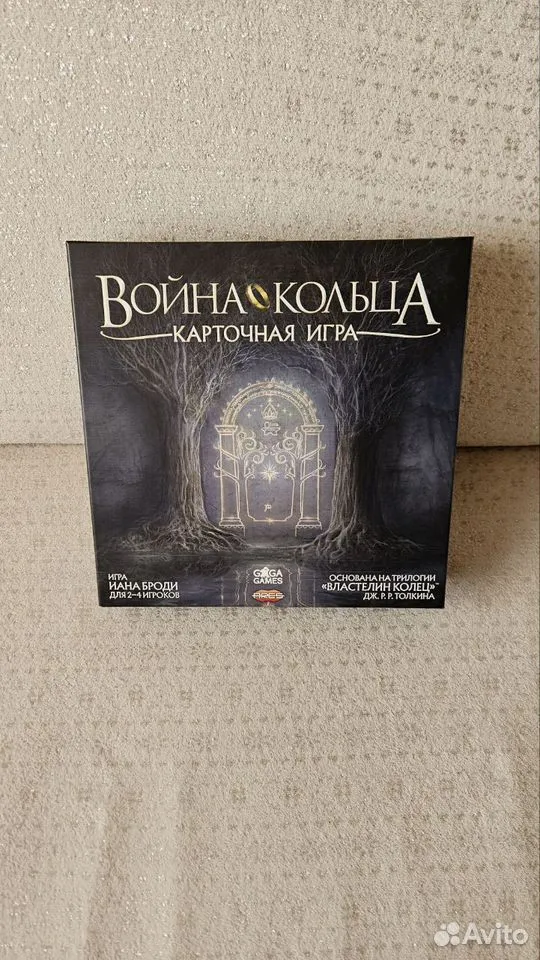 ВОЙНА КОЛЬЦА
КАРТОЧНАЯ ИГРА
ИГРА
ИАНА БРОДИ
ДЛЯ 2–4 ИГРОКОВ
GAGA
GAMES
ARES
ОСНОВАНА НА ТРИЛОГИИ
«ВЛАСТЕЛИН КОЛЕЦ»
ДЖ. Р. Р. ТОЛКИНА
Avito